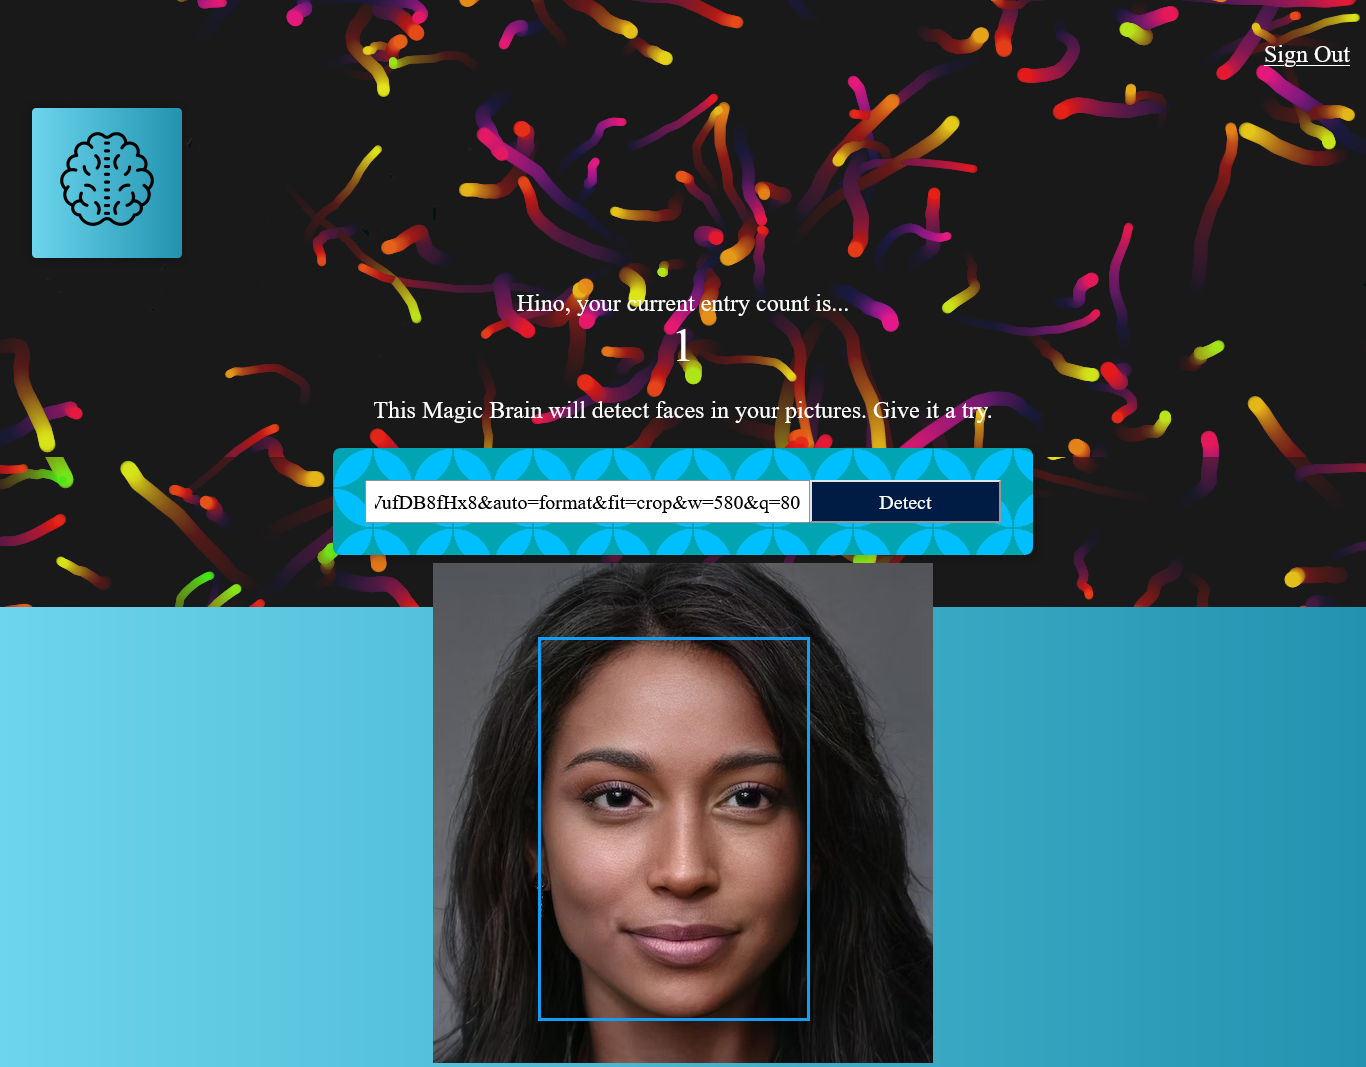 Sign Out
Hino, your current entry count is...
1
This Magic Brain will detect faces in your pictures. Give it a try.
VufDB8fHx8&auto=format&fit=crop&w=580&q=80
Detect